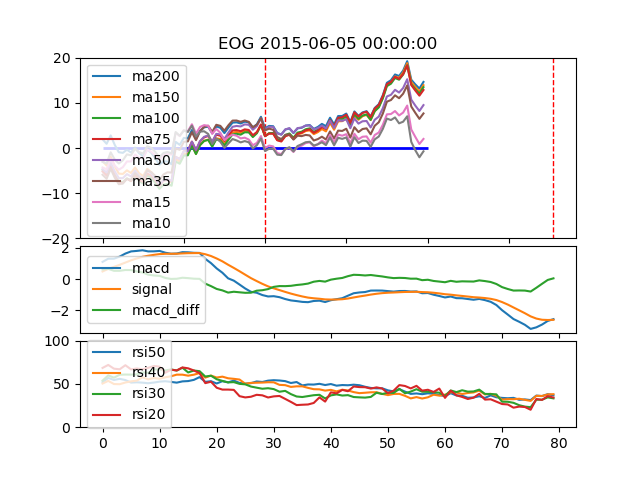 EOG 2015-06-05 00:00:00
20
10
0
−10
−20
ma200
ma150
ma100
ma75
ma50
ma35
ma15
ma10
2
0
−2
macd
signal
macd_diff
100
50
0
rsi50
rsi40
rsi30
rsi20
0 10 20 30 40 50 60 70 80